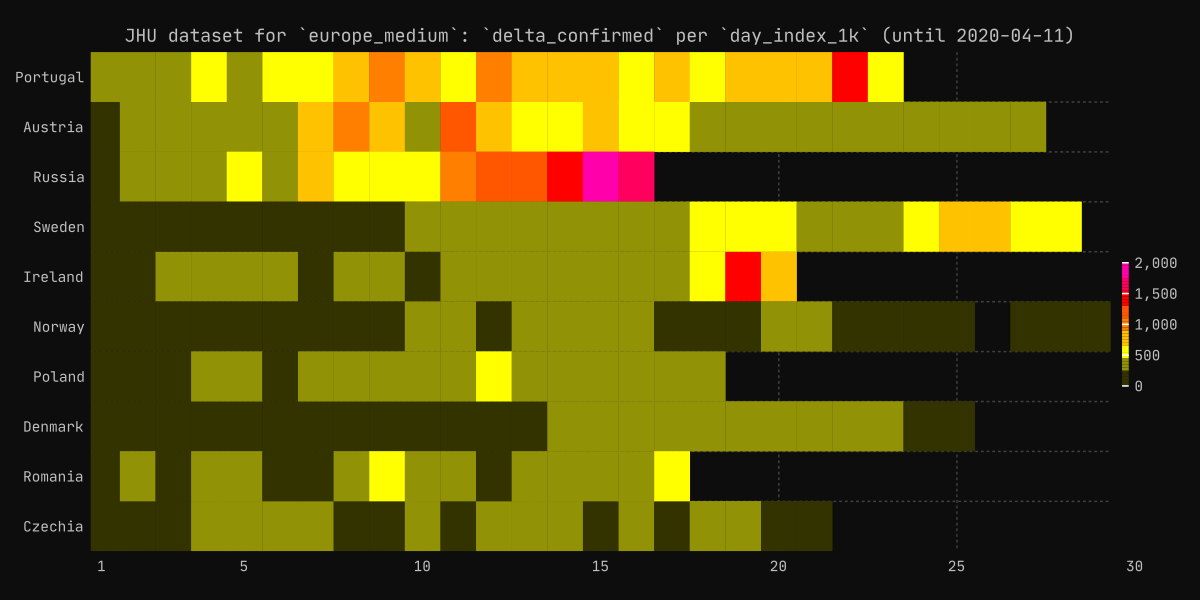 JHU dataset for `europe_medium`: `delta_confirmed` per `day_index_1k` (until 2020-04-11)
Portugal
Austria
Russia
Sweden
Ireland
Norway
Poland
Denmark
Romania
Czechia
2,000
1,500
1,000
500
0
1 5 10 15 20 25 30